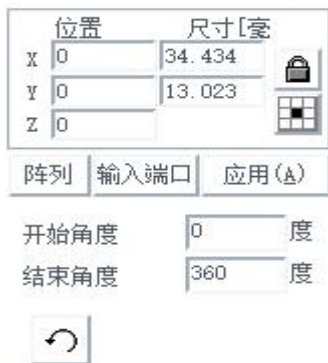 位置 尺寸[毫
X 0 34.434
Y 0 13.023
Z 0
阵列 输入端口 应用(A)
开始角度 0 度
结束角度 360 度